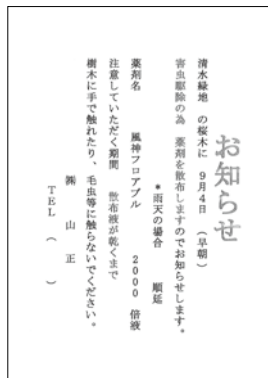 お知らせ
清水緑地 の桜木に 9月4日 （早朝）
害虫駆除の為 薬剤を散布しますのでお知らせします。
＊雨天の場合 順延
薬剤名 風神フロアブル 2000 倍液
注意していただく期間 散布液が乾くまで
樹木に手で触れたり、毛虫等に触らないでください。
㈱ 山 正
TEL （ ）